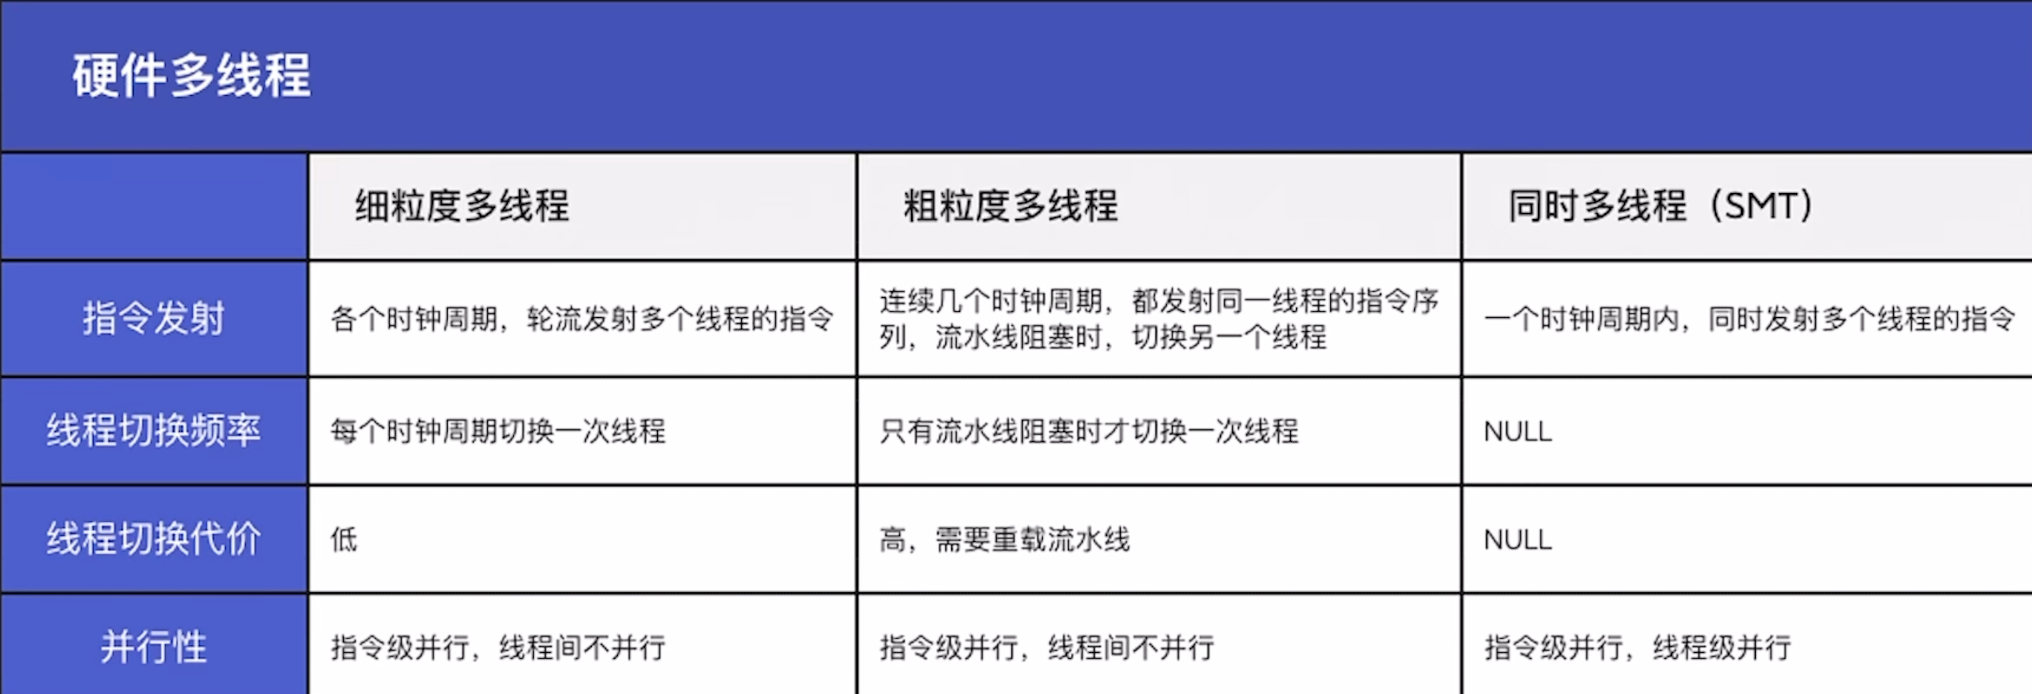 硬件多线程
细粒度多线程
粗粒度多线程
同时多线程（SMT）
指令发射
各个时钟周期，轮流发射多个线程的指令
连续几个时钟周期，都发射同一线程的指令序
列，流水线阻塞时，切换另一个线程
一个时钟周期内，同时发射多个线程的指令
线程切换频率
每个时钟周期切换一次线程
只有流水线阻塞时才切换一次线程
NULL
线程切换代价
低
高，需要重载流水线
NULL
并行性
指令级并行，线程间不并行
指令级并行，线程间不并行
指令级并行，线程级并行